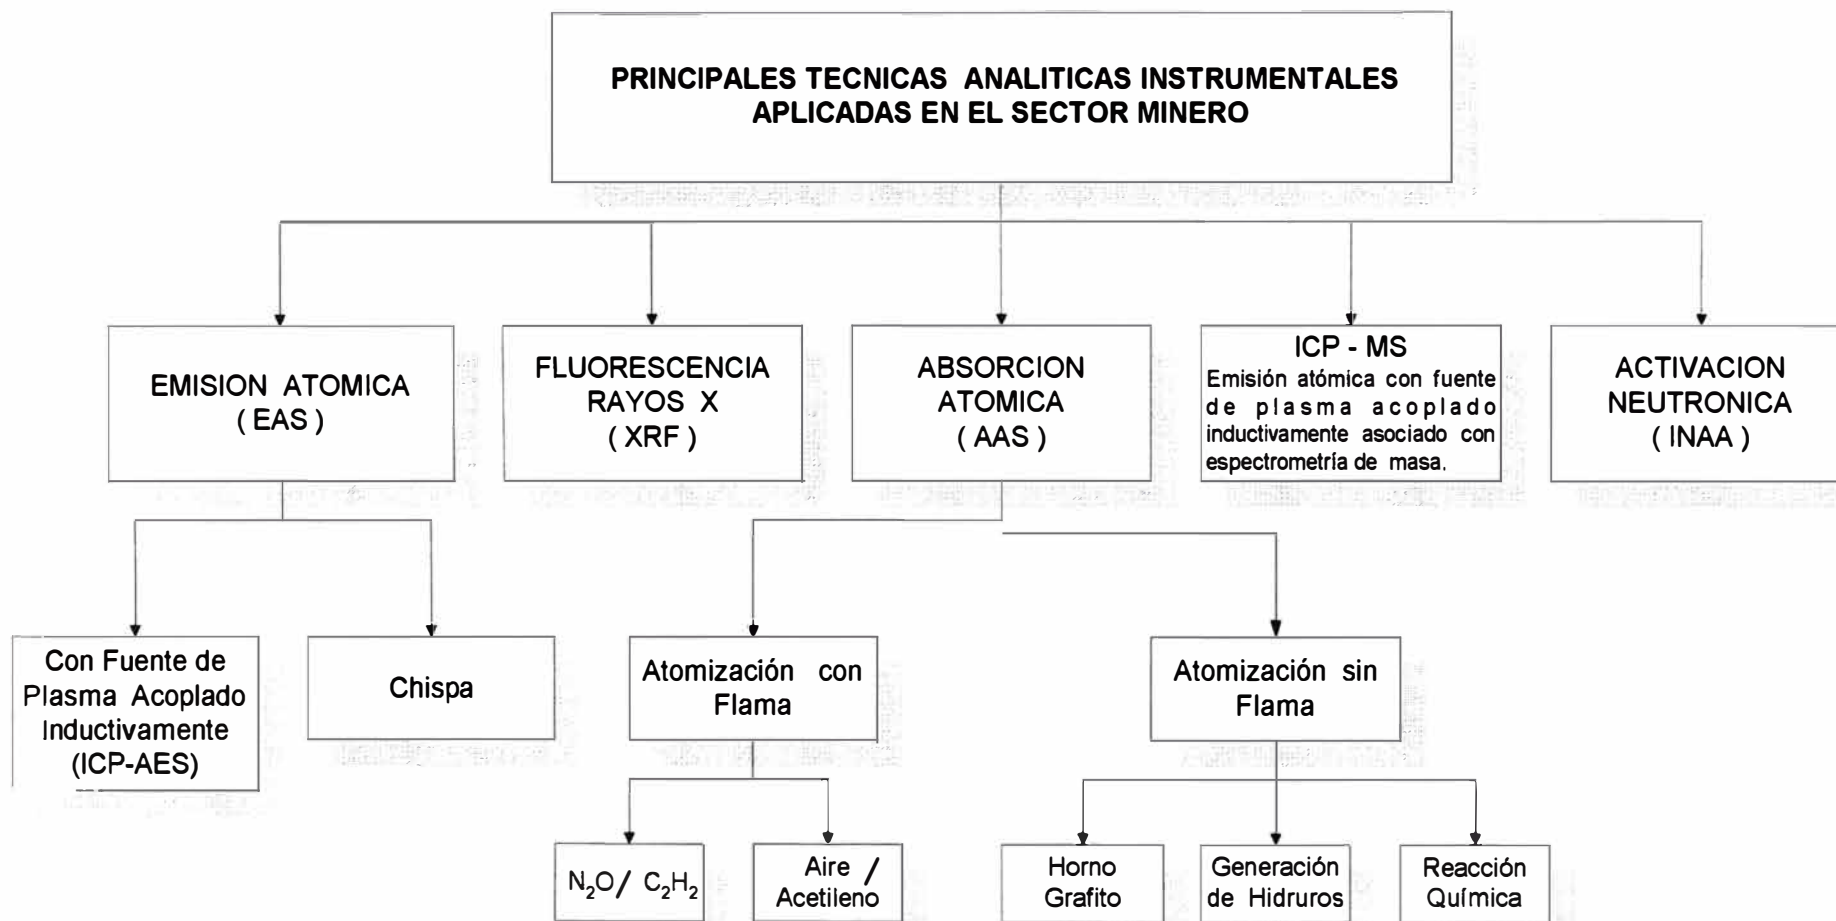 PRINCIPALES TECNICAS ANALITICAS INSTRUMENTALES
APLICADAS EN EL SECTOR MINERO
EMISION ATOMICA
( EAS )
FLUORESCENCIA
RAYOS X
( XRF )
ABSORCION
ATOMICA
( AAS )
ICP - MS
Emisión atómica con fuente
de plasma acoplado
inductivamente asociado con
espectrometría de masa.
ACTIVACION
NEUTRONICA
( INAA )
Con Fuente de
Plasma Acoplado
Inductivamente
(ICP-AES)
Chispa
Atomización con
Flama
Atomización sin
Flama
N₂O/ C₂H₂
Aire /
Acetileno
Horno
Grafito
Generación
de Hidruros
Reacción
Química